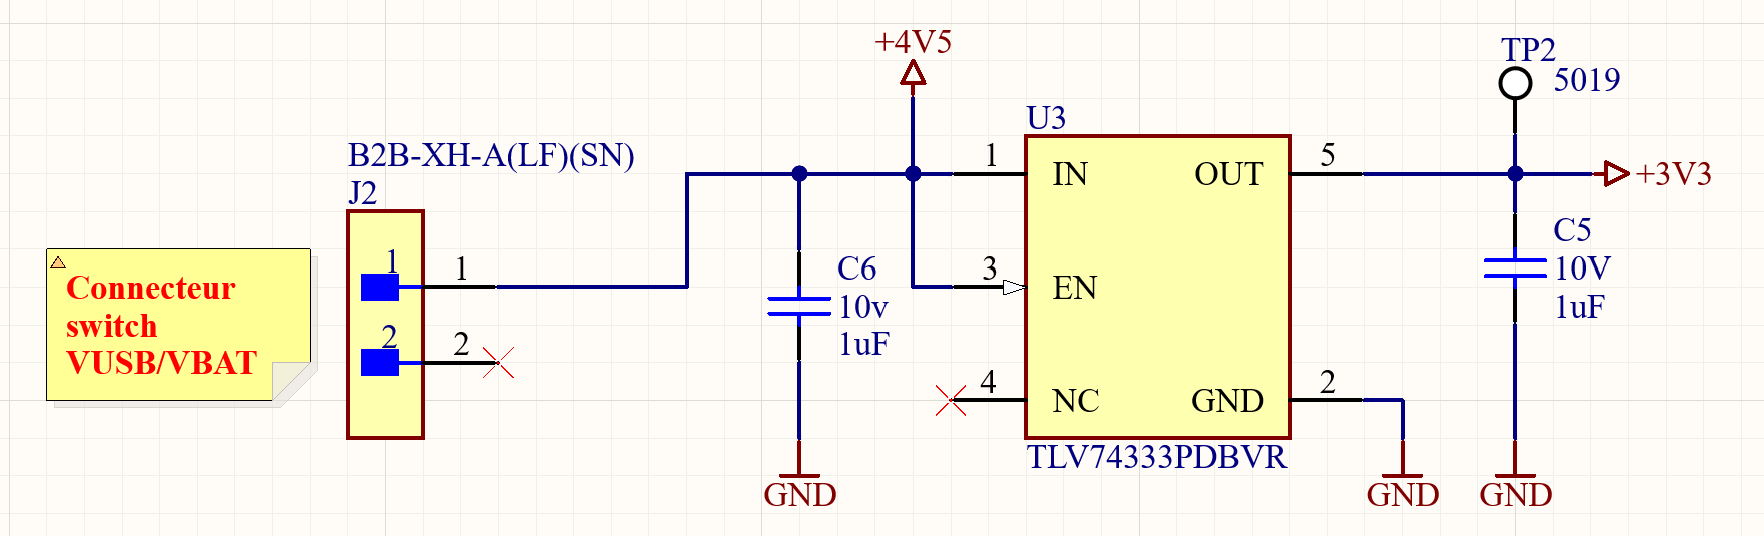 Connecteur
switch
VUSB/VBAT
B2B-XH-A(LF)(SN)
J2
1
1
2
2
C6
10v
1uF
GND
+4V5
U3
1
IN
OUT
5
3
EN
4
NC
GND
2
TLV74333PDBVR
GND
TP2
5019
+3V3
C5
10V
1uF
GND